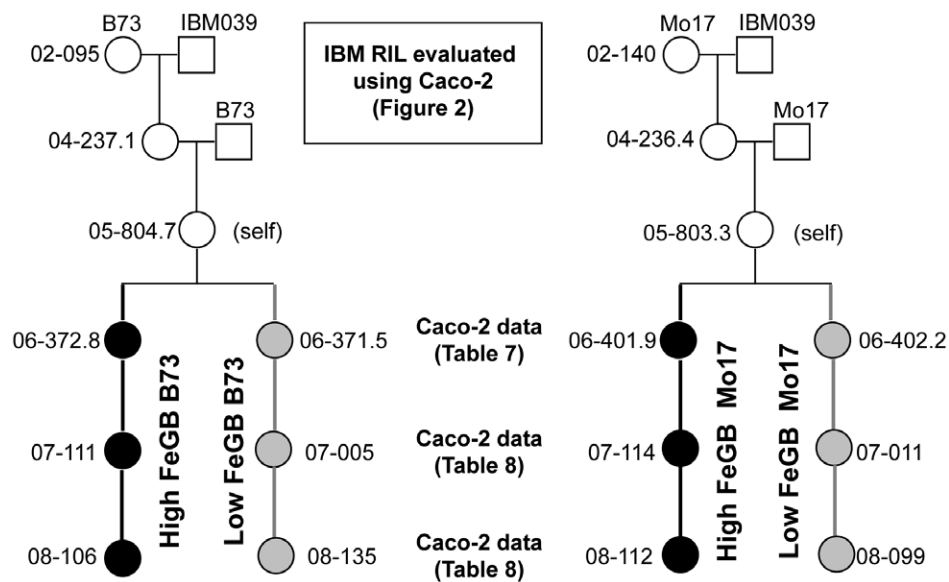 B73 IBM039
02-095
B73
04-237.1
05-804.7 (self)
IBM RIL evaluated
using Caco-2
(Figure 2)
Mo17 IBM039
02-140
Mo17
04-236.4
05-803.3 (self)
06-372.8
06-371.5
High FeGB B73
Low FeGB B73
07-111
07-005
08-106
08-135
Caco-2 data
(Table 7)
Caco-2 data
(Table 8)
Caco-2 data
(Table 8)
06-401.9
06-402.2
High FeGB Mo17
Low FeGB Mo17
07-114
07-011
08-112
08-099